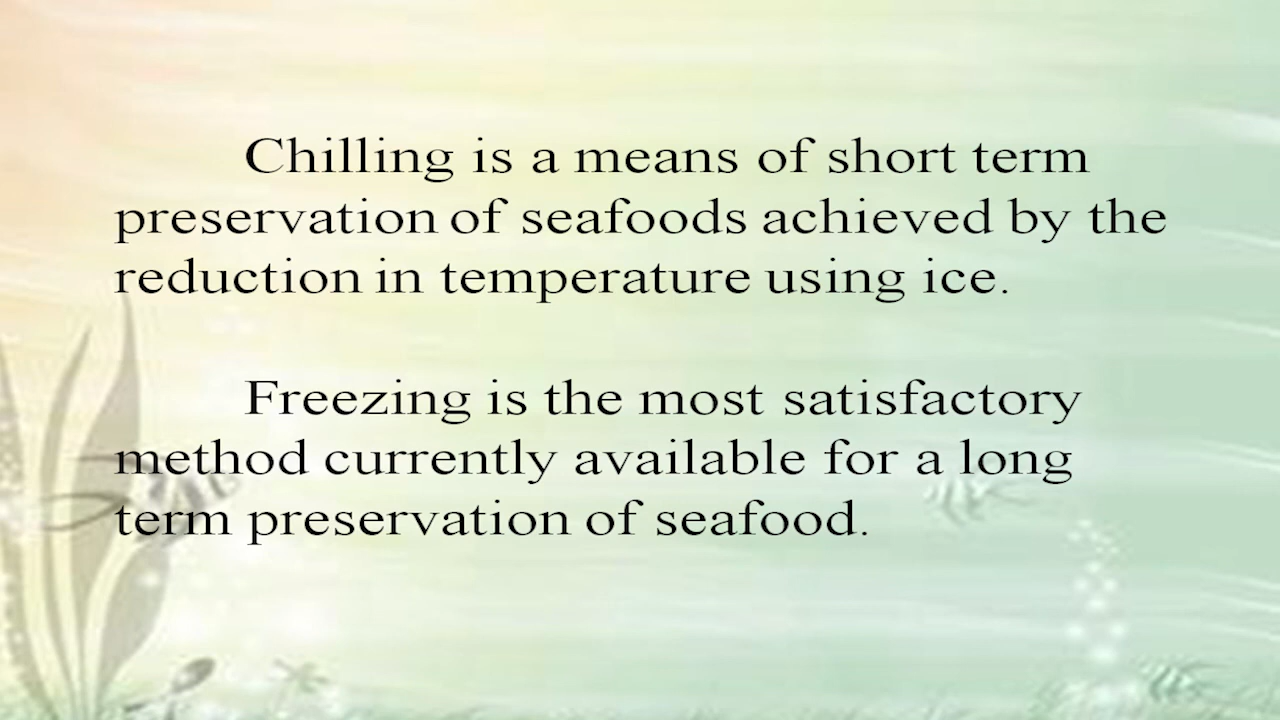 Chilling is a means of short term
preservation of seafoods achieved by the
reduction in temperature using ice.
Freezing is the most satisfactory
method currently available for a long
term preservation of seafood.